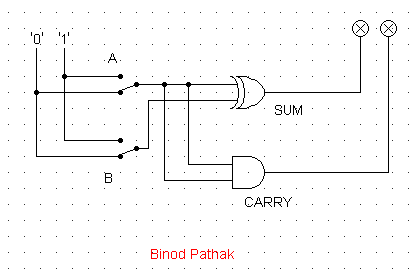 '0' '1'
A
SUM
B
CARRY
Binod Pathak